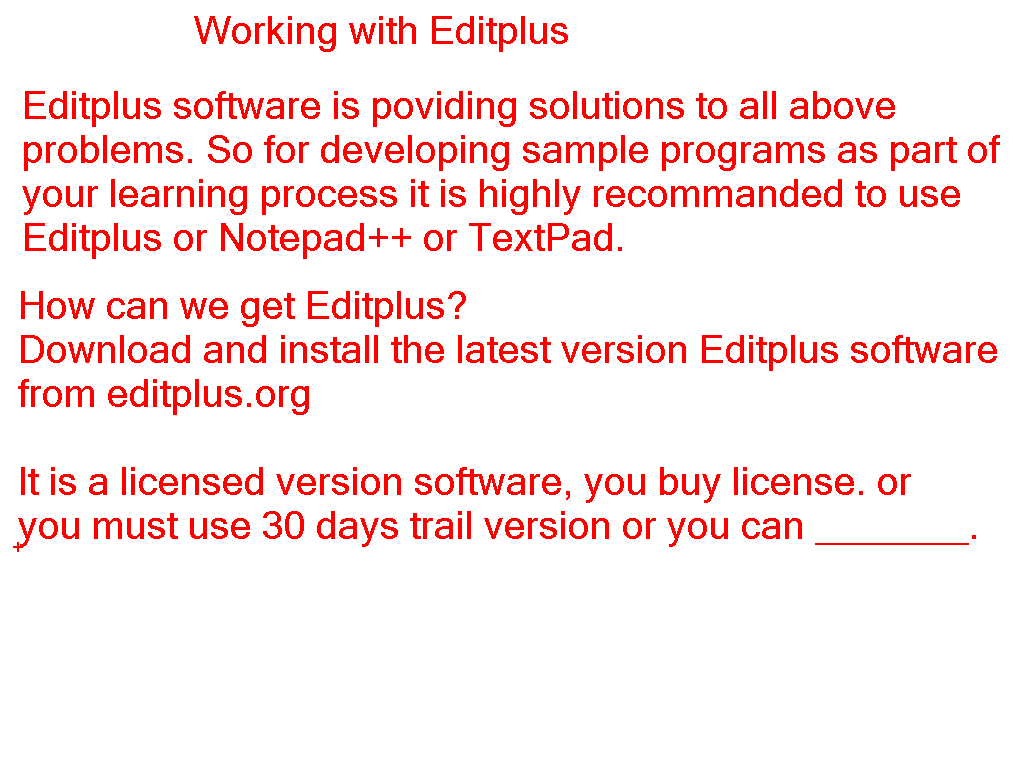 Working with Editplus
Editplus software is poviding solutions to all above
problems. So for developing sample programs as part of
your learning process it is highly recommanded to use
Editplus or Notepad++ or TextPad.
How can we get Editplus?
Download and install the latest version Editplus software
from editplus.org
It is a licensed version software, you buy license. or
you must use 30 days trail version or you can _______.